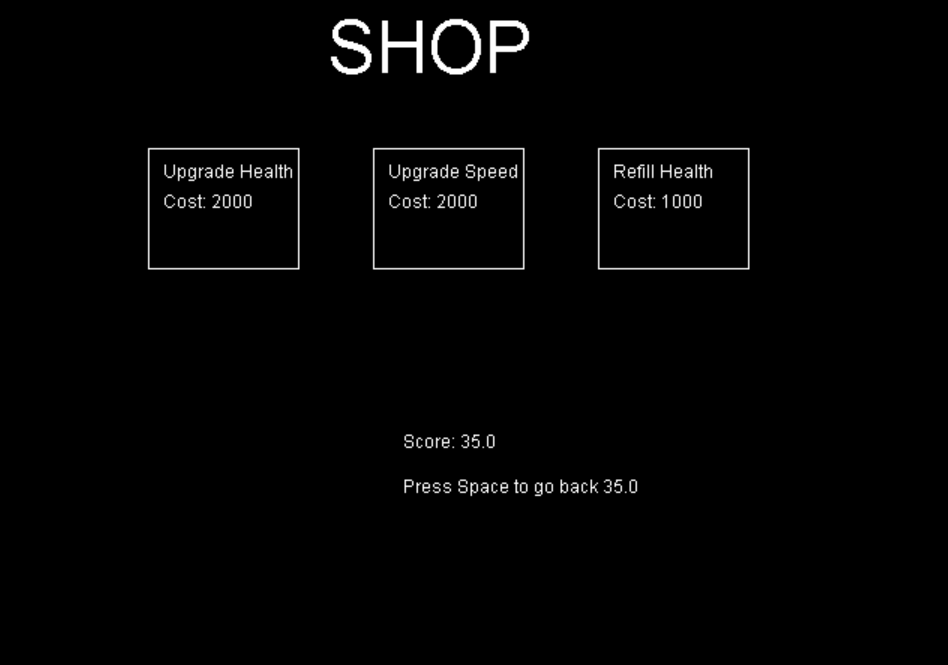 SHOP
Upgrade Health
Cost: 2000
Upgrade Speed
Cost: 2000
Refill Health
Cost: 1000
Score: 35.0
Press Space to go back 35.0